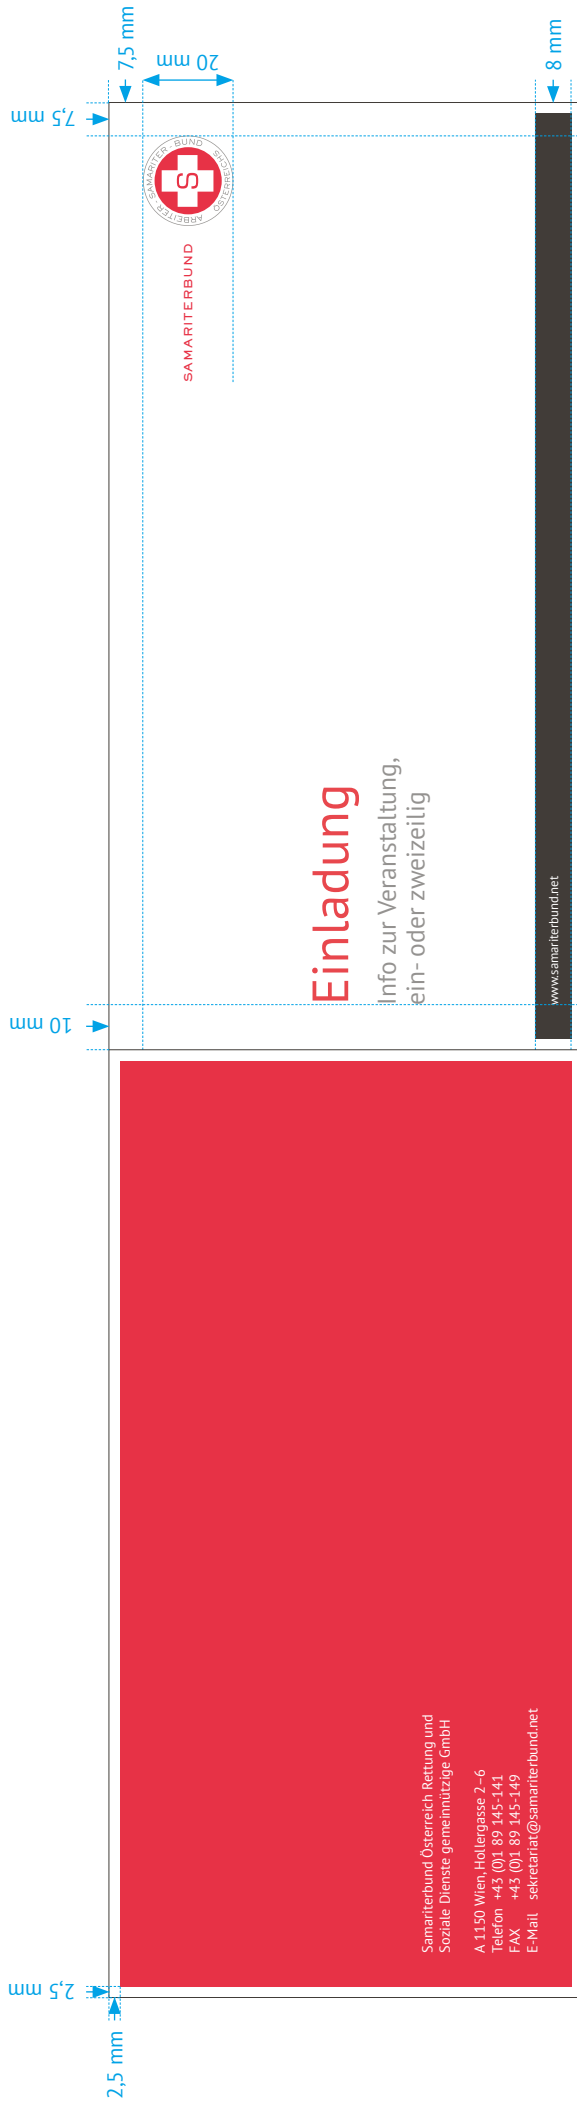 7,5 mm
20 mm
7,5 mm
8 mm
ARBEITER · SAMARITER · BUND
ÖSTERREICHS
S
SAMARITERBUND
Einladung
Info zur Veranstaltung,
ein- oder zweizeilig
www.samariterbund.net
10 mm
Samariterbund Österreich Rettung und
Soziale Dienste gemeinnützige GmbH
A 1150 Wien, Hollergasse 2–6
Telefon +43 (0)1 89 145-141
FAX +43 (0)1 89 145-149
E-Mail sekretariat@samariterbund.net
2,5 mm
2,5 mm